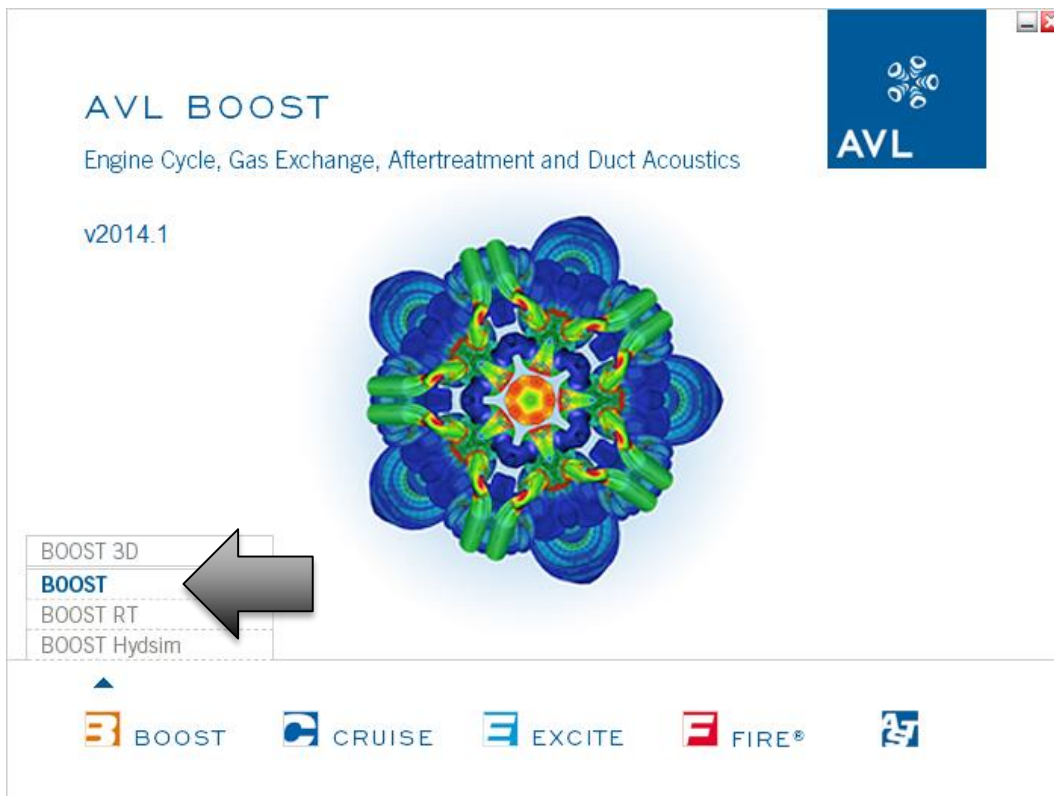 AVL BOOST
AVL
Engine Cycle, Gas Exchange, Aftertreatment and Duct Acoustics
v2014.1
BOOST 3D
BOOST
BOOST RT
BOOST Hydsim
B BOOST
C CRUISE
E EXCITE
F FIRE®
AST